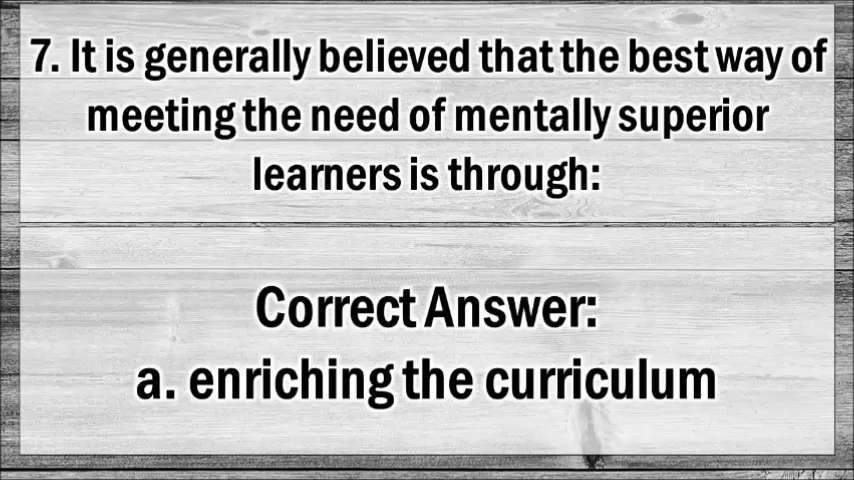 7. It is generally believed that the best way of
meeting the need of mentally superior
learners is through:
Correct Answer:
a. enriching the curriculum